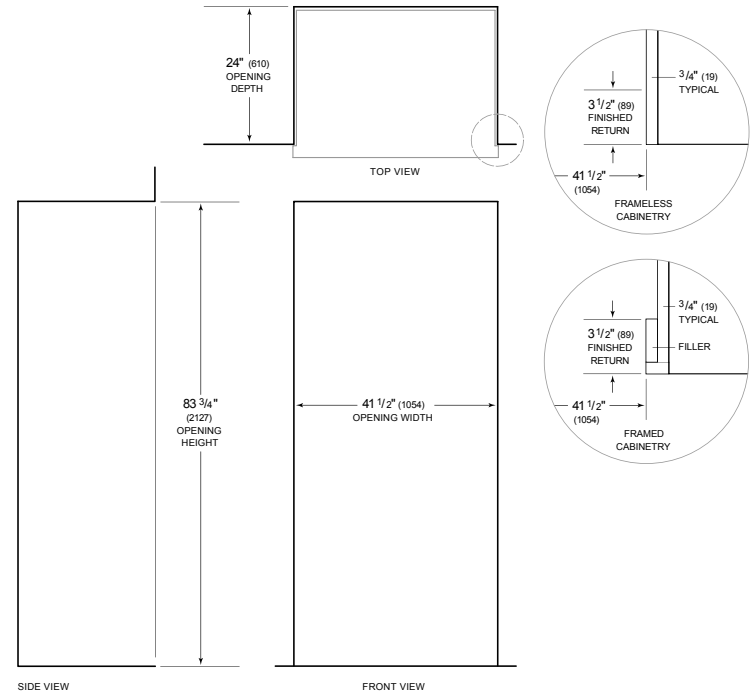 24" (610)
OPENING
DEPTH
TOP VIEW
3/4" (19)
TYPICAL
3 1/2" (89)
FINISHED
RETURN
41 1/2"
(1054)
FRAMELESS
CABINETRY
3/4" (19)
TYPICAL
3 1/2" (89)
FINISHED
RETURN
FILLER
41 1/2"
(1054)
FRAMED
CABINETRY
83 3/4"
(2127)
OPENING
HEIGHT
41 1/2" (1054)
OPENING WIDTH
SIDE VIEW
FRONT VIEW